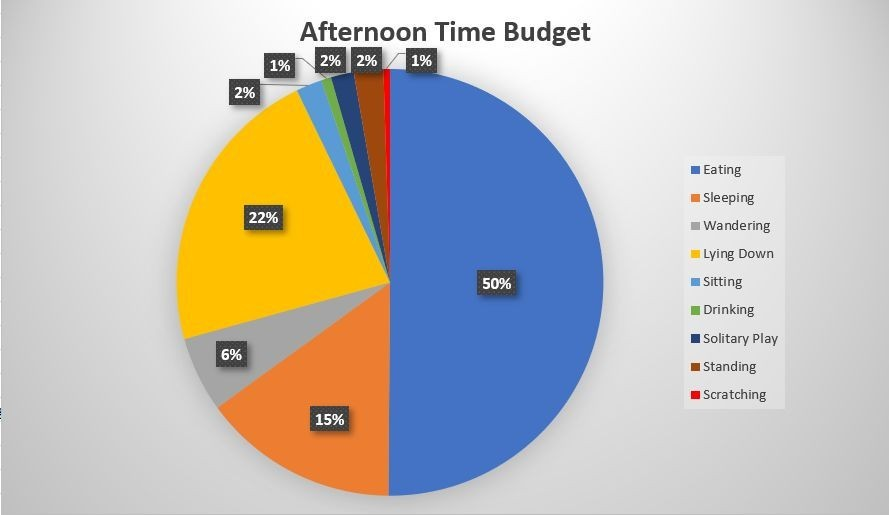 Afternoon Time Budget
2%
1%
2%
2%
1%
22%
50%
6%
15%
Eating
Sleeping
Wandering
Lying Down
Sitting
Drinking
Solitary Play
Standing
Scratching